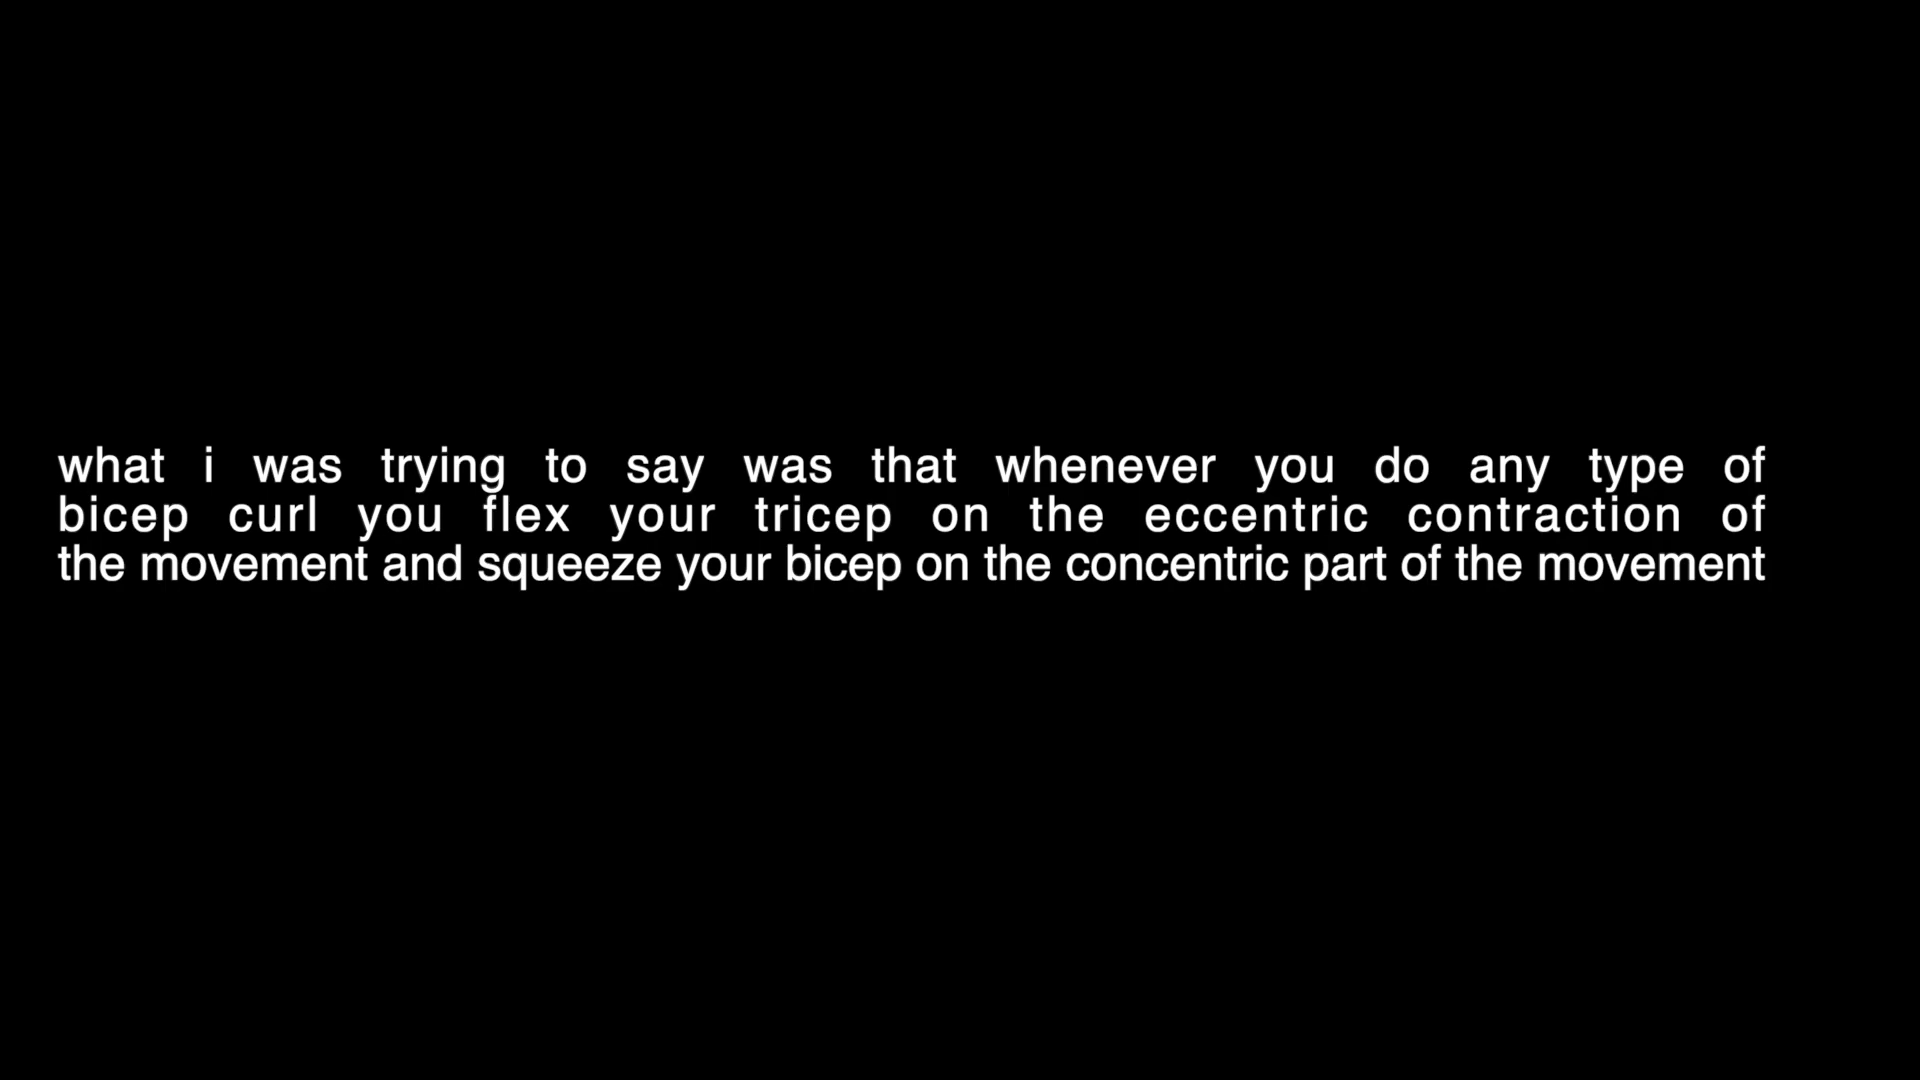 what i was trying to say was that whenever you do any type of
bicep curl you flex your tricep on the eccentric contraction of
the movement and squeeze your bicep on the concentric part of the movement